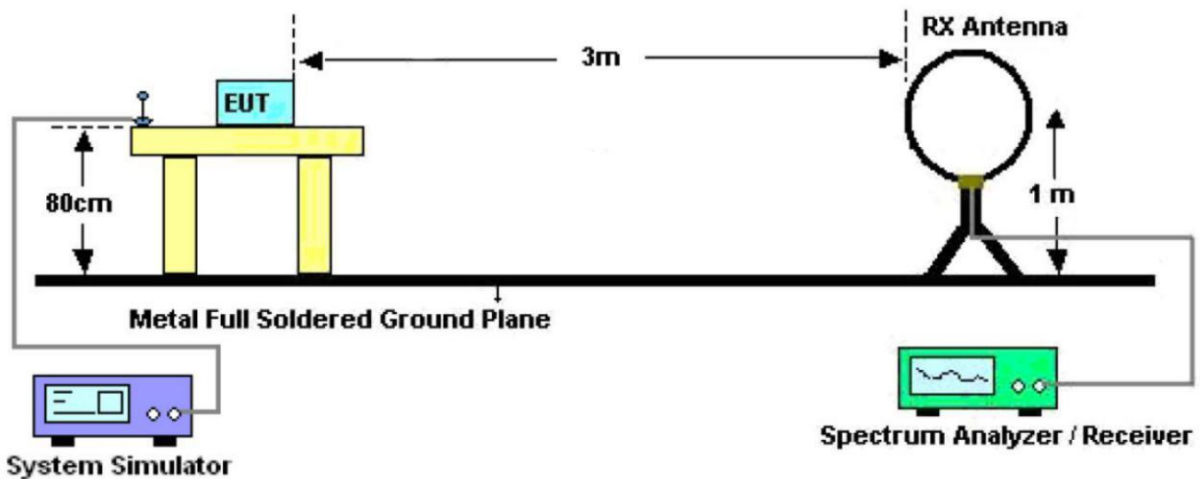 RX Antenna
3m
EUT
80cm
1 m
Metal Full Soldered Ground Plane
System Simulator
Spectrum Analyzer / Receiver